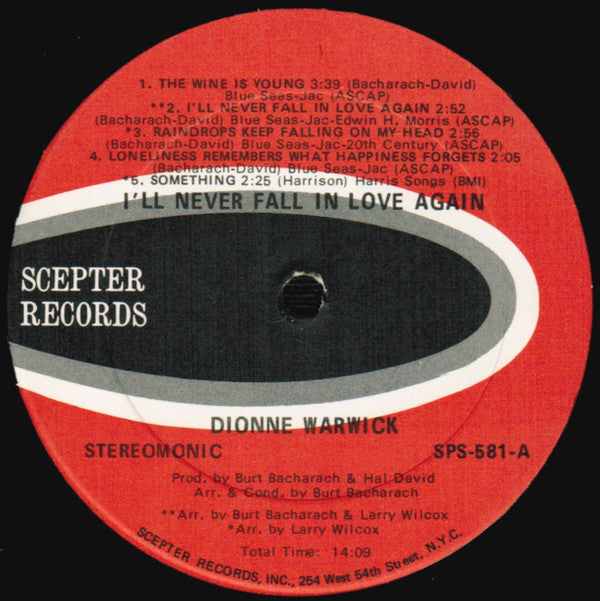 1. THE WINE IS YOUNG 3:39 (Bacharach-David)
Blue Seas-Jac (ASCAP)
**2. I'LL NEVER FALL IN LOVE AGAIN 2:52
(Bacharach-David) Blue Seas-Jac-Edwin H. Morris (ASCAP)
*3. RAINDROPS KEEP FALLING ON MY HEAD 2:56
(Bacharach-David) Blue Seas-Jac-20th Century (ASCAP)
4. LONELINESS REMEMBERS WHAT HAPPINESS FORGETS 2:05
(Bacharach-David) Blue Seas-Jac (ASCAP)
*5. SOMETHING 2:25 (Harrison) Harris Songs (BMI)
I'LL NEVER FALL IN LOVE AGAIN
SCEPTER
RECORDS
DIONNE WARWICK
STEREOMONIC SPS-581-A
Prod. by Burt Bacharach & Hal David
Arr. & Cond. by Burt Bacharach
**Arr. by Burt Bacharach & Larry Wilcox
*Arr. by Larry Wilcox
Total Time: 14:09
SCEPTER RECORDS, INC., 254 West 54th Street, N.Y.C.